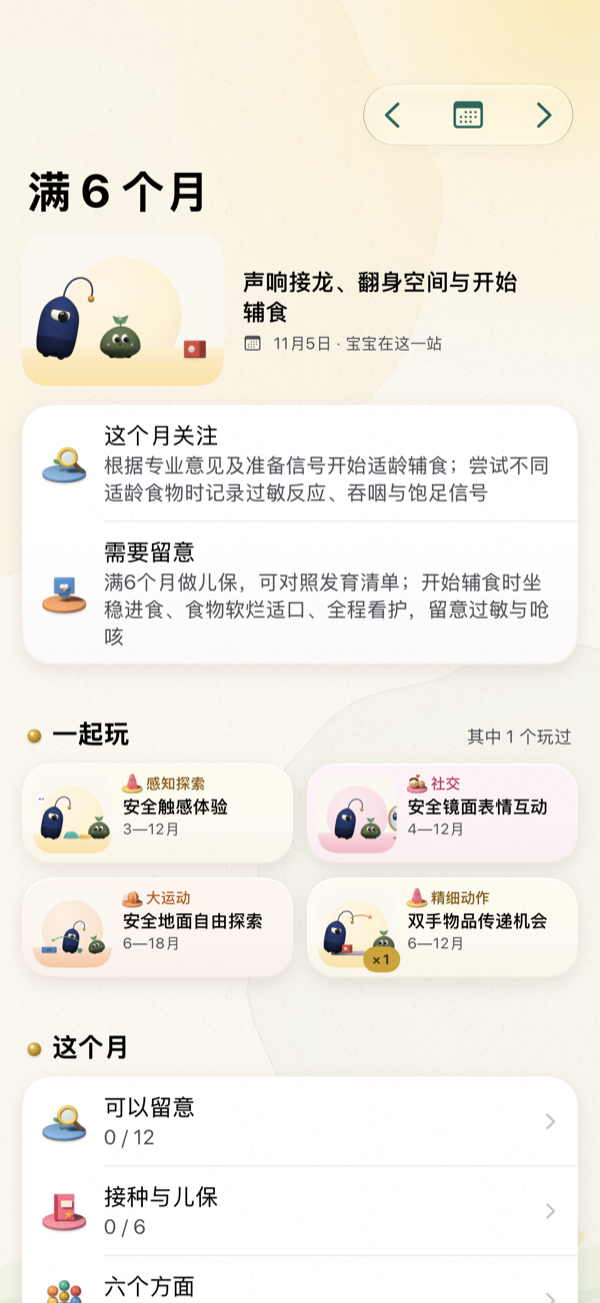 满 6 个月
声响接龙、翻身空间与开始
辅食
11月5日 · 宝宝在这一站
这个月关注
根据专业意见及准备信号开始适龄辅食；尝试不同
适龄食物时记录过敏反应、吞咽与饱足信号
需要留意
满6个月做儿保，可对照发育清单；开始辅食时坐
稳进食、食物软烂适口、全程看护，留意过敏与呛
咳
一起玩
其中 1 个玩过
感知探索
安全触感体验
3—12月
社交
安全镜面表情互动
4—12月
大运动
安全地面自由探索
6—18月
精细动作
双手物品传递机会
6—12月
×1
这个月
可以留意
0 / 12
接种与儿保
0 / 6
六个方面